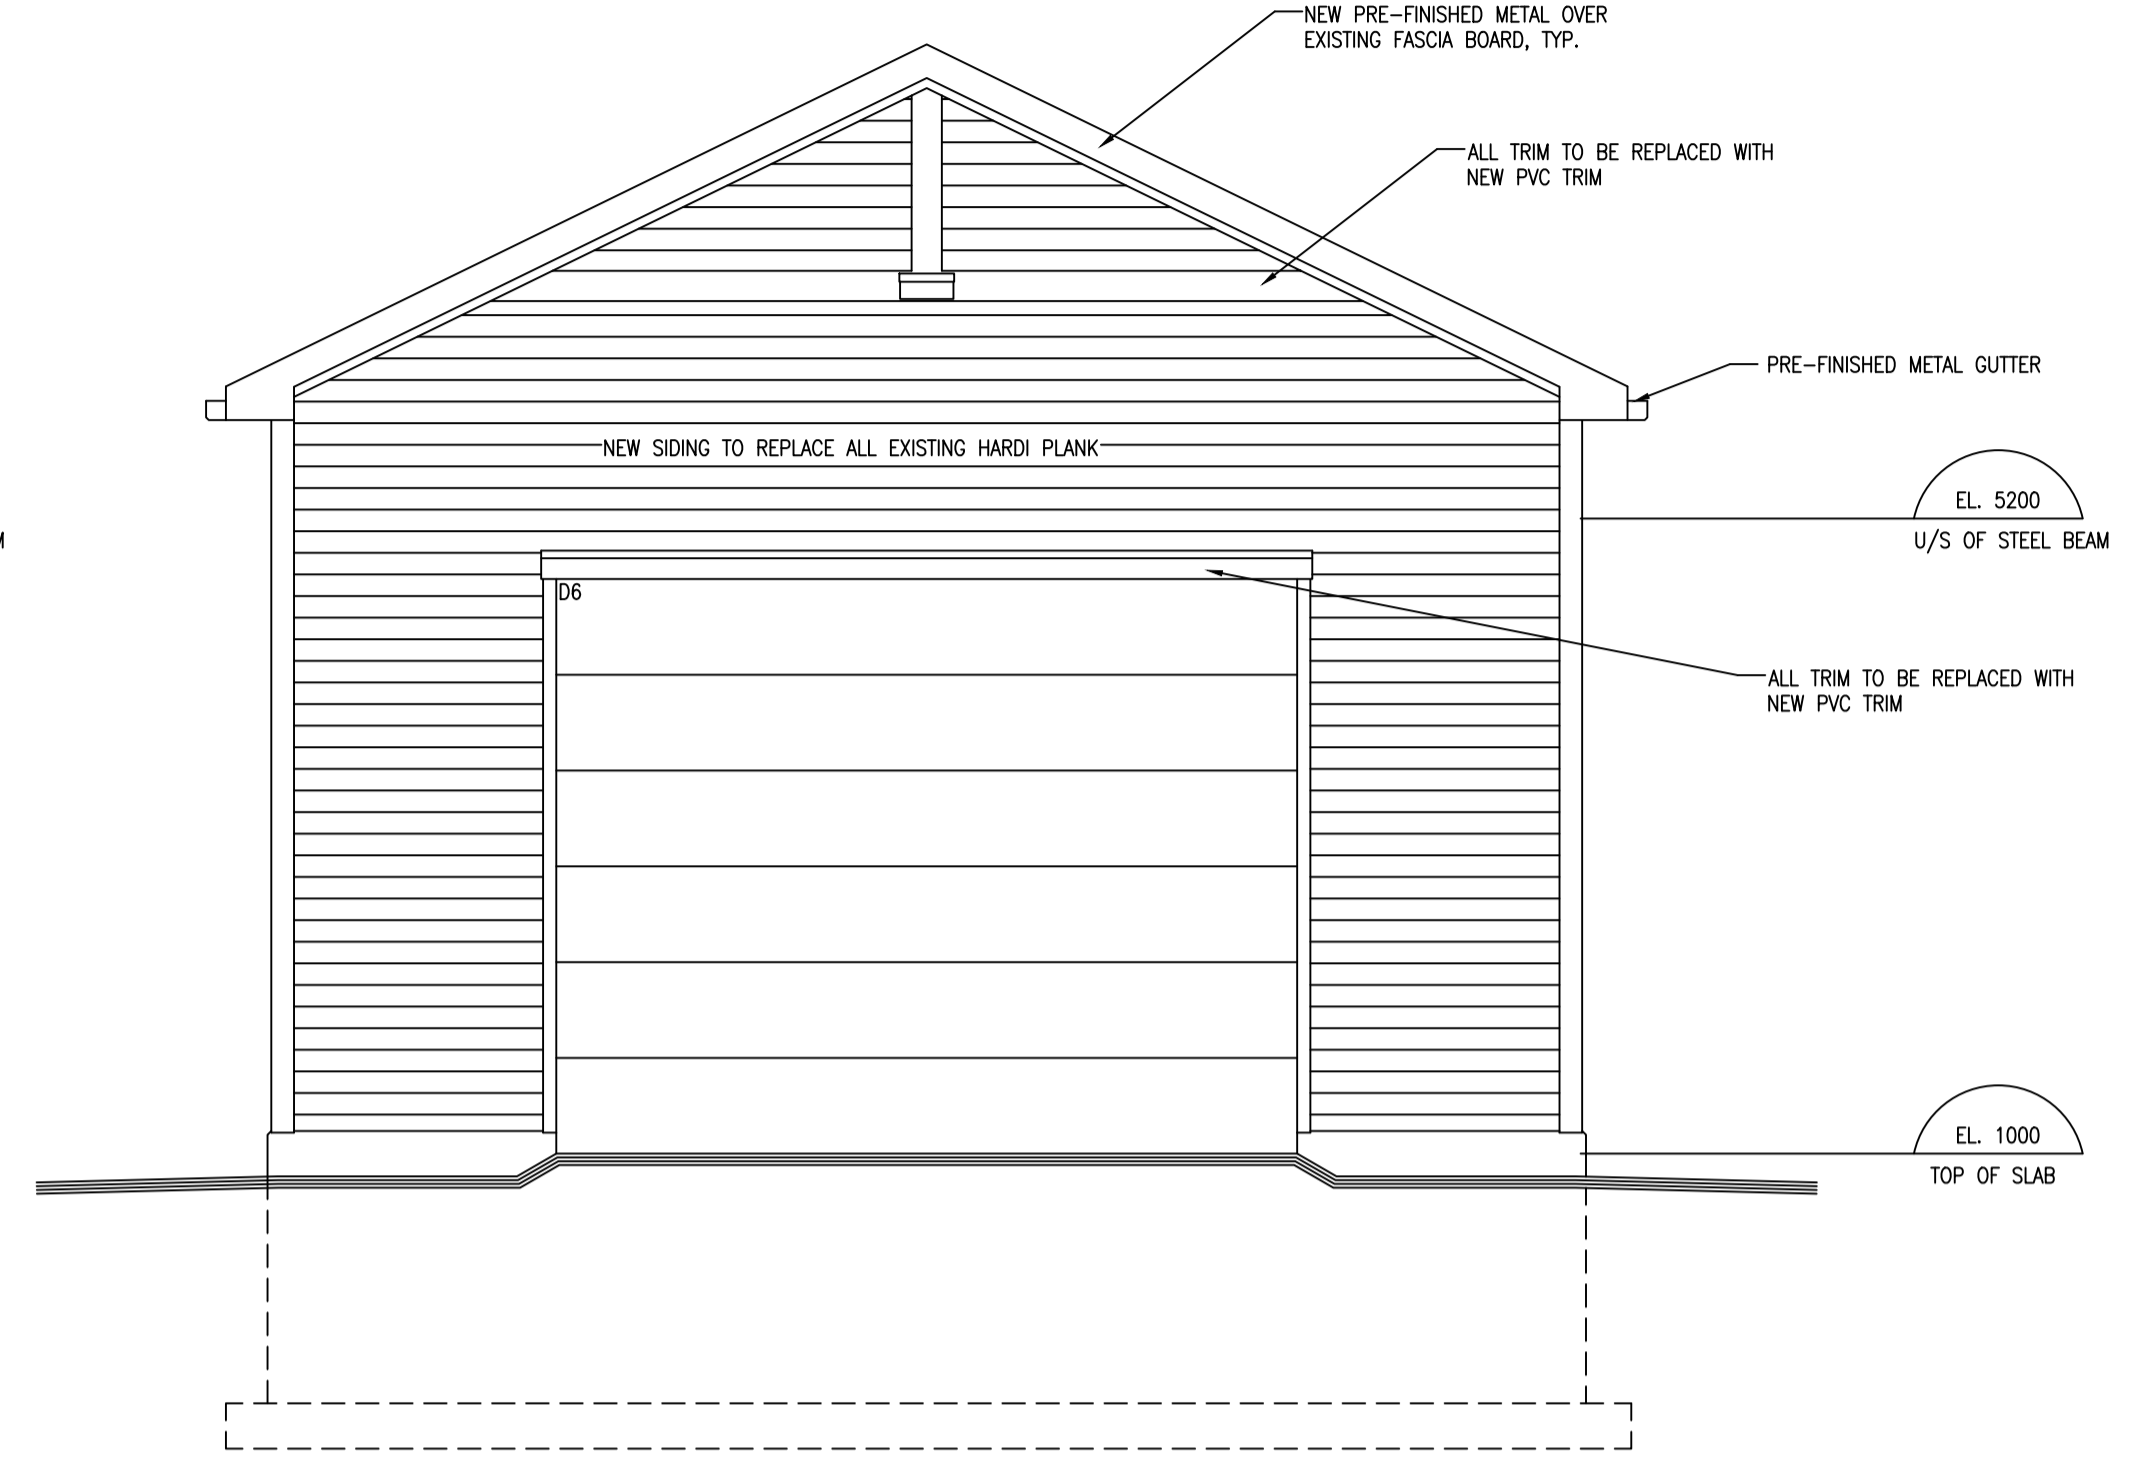 NEW PRE-FINISHED METAL OVER
EXISTING FASCIA BOARD, TYP.
ALL TRIM TO BE REPLACED WITH
NEW PVC TRIM
PRE-FINISHED METAL GUTTER
NEW SIDING TO REPLACE ALL EXISTING HARDI PLANK
EL. 5200
U/S OF STEEL BEAM
D6
ALL TRIM TO BE REPLACED WITH
NEW PVC TRIM
EL. 1000
TOP OF SLAB